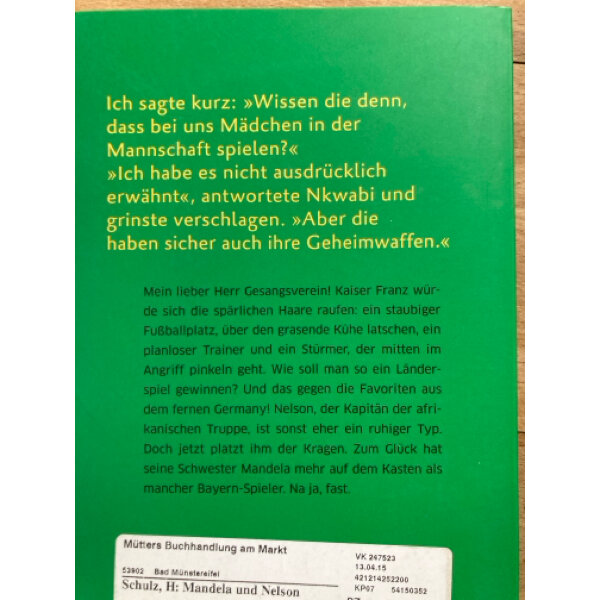 Ich sagte kurz: »Wissen die denn,
dass bei uns Mädchen in der
Mannschaft spielen?«
»Ich habe es nicht ausdrücklich
erwähnt«, antwortete Nkwabi und
grinste verschlagen. »Aber die
haben sicher auch ihre Geheimwaffen.«
Mein lieber Herr Gesangsverein! Kaiser Franz wür-
de sich die spärlichen Haare raufen: ein staubiger
Fußballplatz, über den grasende Kühe latschen, ein
planloser Trainer und ein Stürmer, der mitten im
Angriff pinkeln geht. Wie soll man so ein Länder-
spiel gewinnen? Und das gegen die Favoriten aus
dem fernen Germany! Nelson, der Kapitän der afri-
kanischen Truppe, ist sonst eher ein ruhiger Typ.
Doch jetzt platzt ihm der Kragen. Zum Glück hat
seine Schwester Mandela mehr auf dem Kasten als
mancher Bayern-Spieler. Na ja, fast.
Mütters Buchhandlung am Markt
VK 247523
13.04.15
53902 Bad Münstereifel
421214252200
Schulz, H: Mandela und Nelson
KP07 54150352